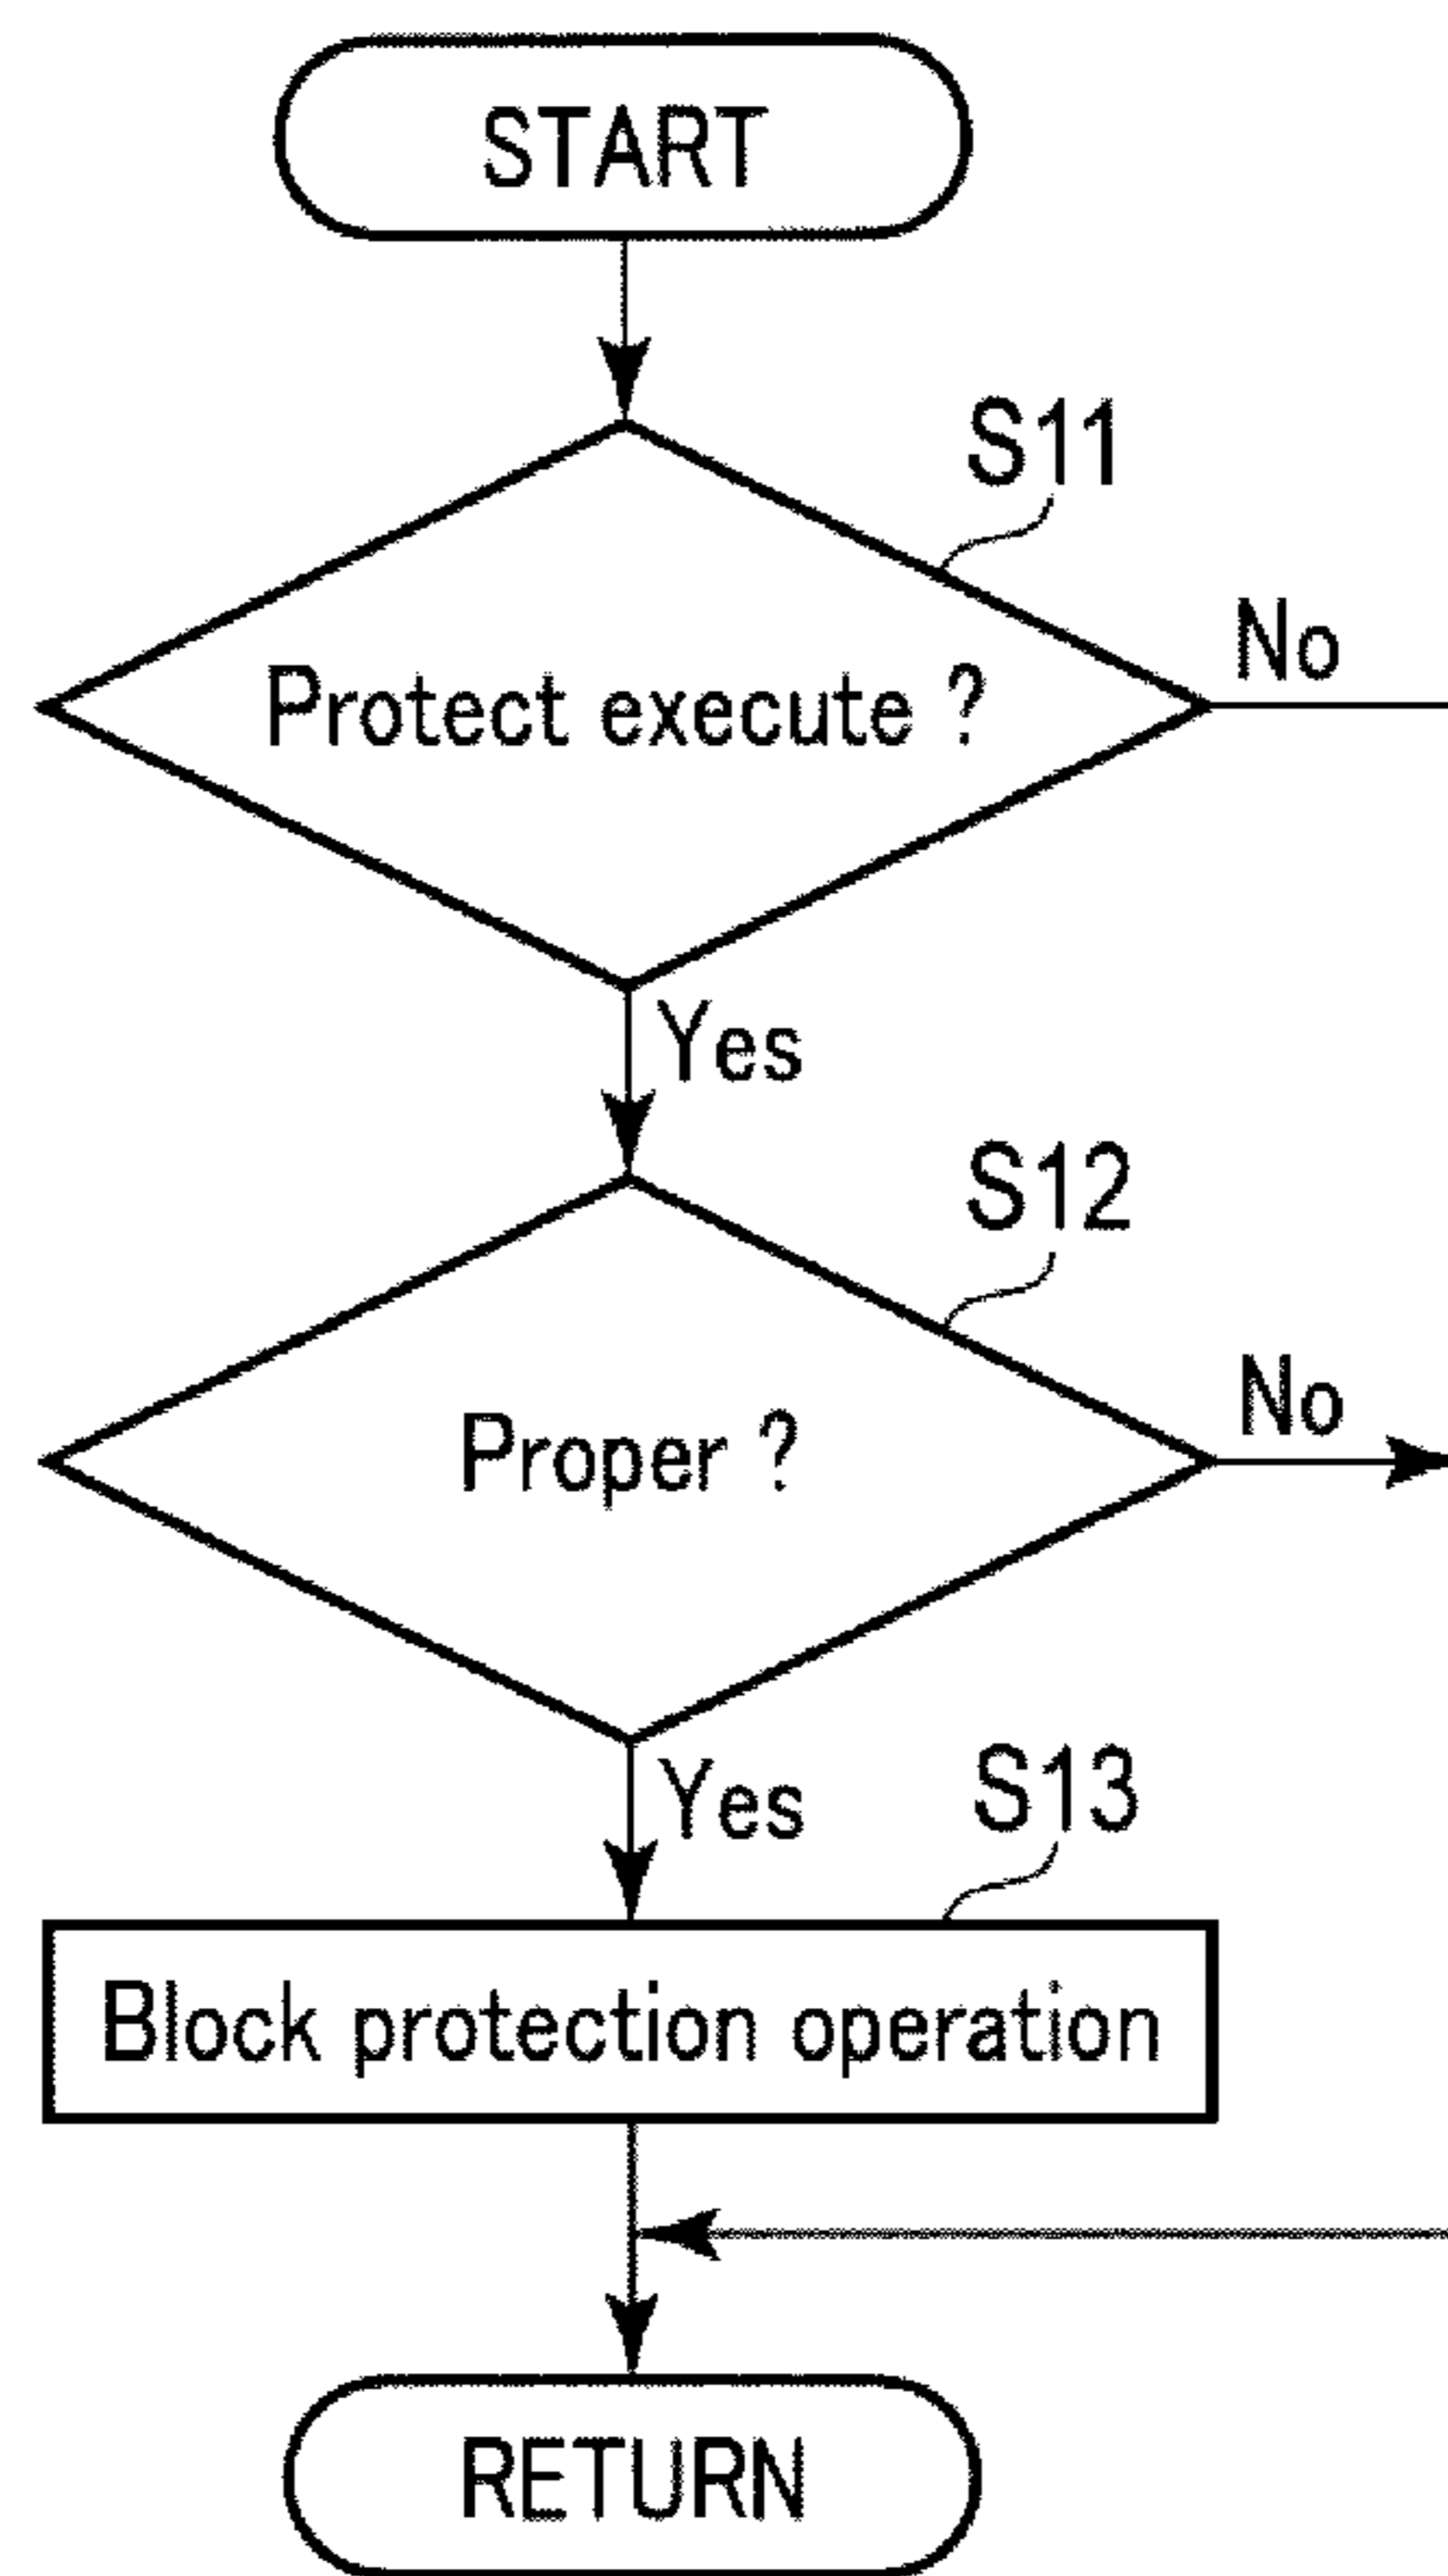 START
S11
Protect execute ?
No
Yes
S12
Proper ?
No
Yes
S13
Block protection operation
RETURN